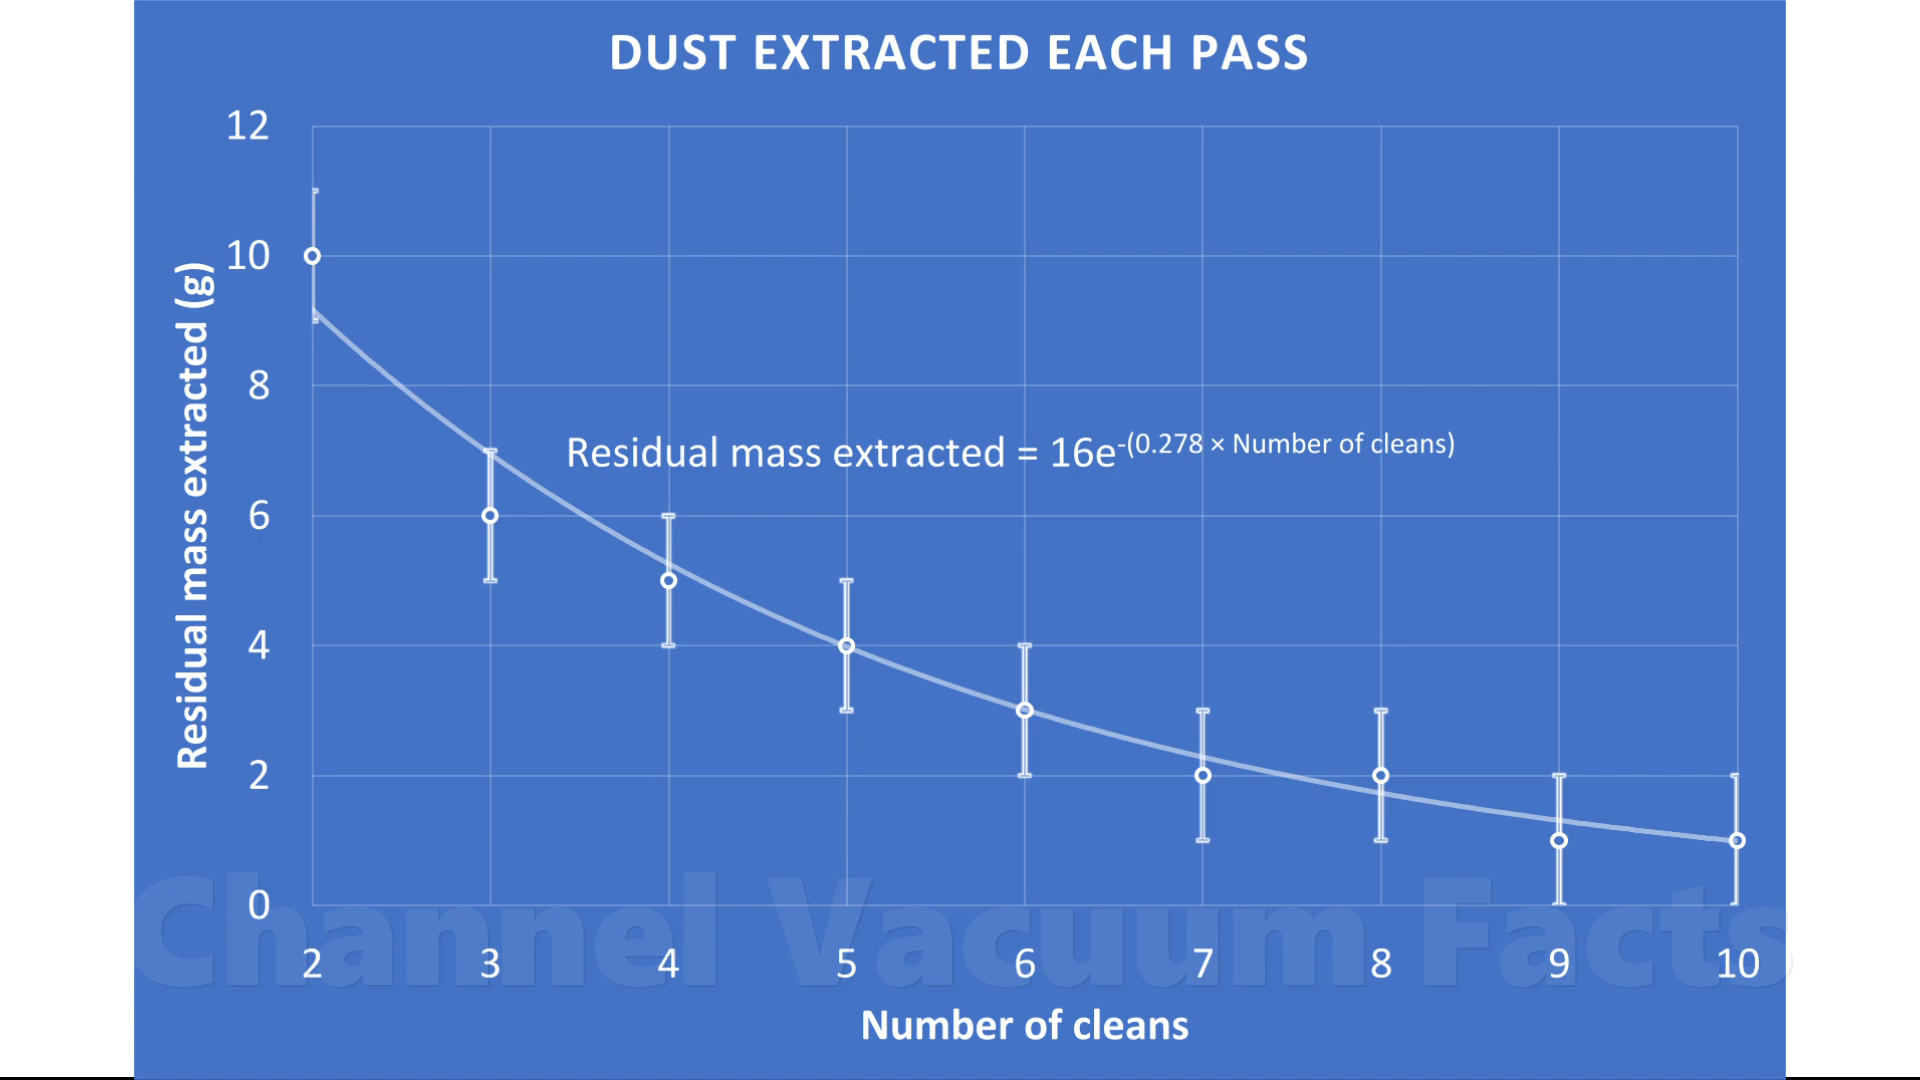 DUST EXTRACTED EACH PASS
12
10
8
6
4
2
0
Residual mass extracted (g)
Residual mass extracted = 16e-(0.278 × Number of cleans)
2 3 4 5 6 7 8 9 10
Number of cleans
Channel Vacuum Facts